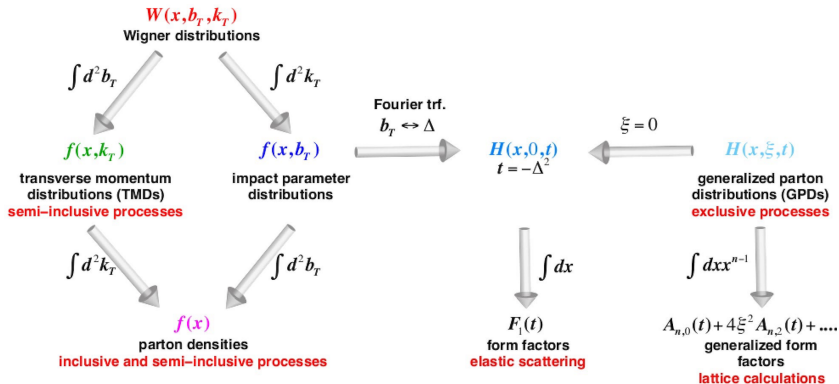 W(x,b_T,k_T)
Wigner distributions
∫d²b_T
∫d²k_T
Fourier trf.
b_T ↔ Δ
ξ=0
f(x,k_T)
f(x,b_T)
H(x,0,t)
t=−Δ²
H(x,ξ,t)
transverse momentum
distributions (TMDs)
semi−inclusive processes
impact parameter
distributions
generalized parton
distributions (GPDs)
exclusive processes
∫d²k_T
∫d²b_T
∫dx
∫dxx^{n−1}
f(x)
parton densities
inclusive and semi−inclusive processes
F_1(t)
form factors
elastic scattering
A_{n,0}(t)+4ξ²A_{n,2}(t)+....
generalized form
factors
lattice calculations